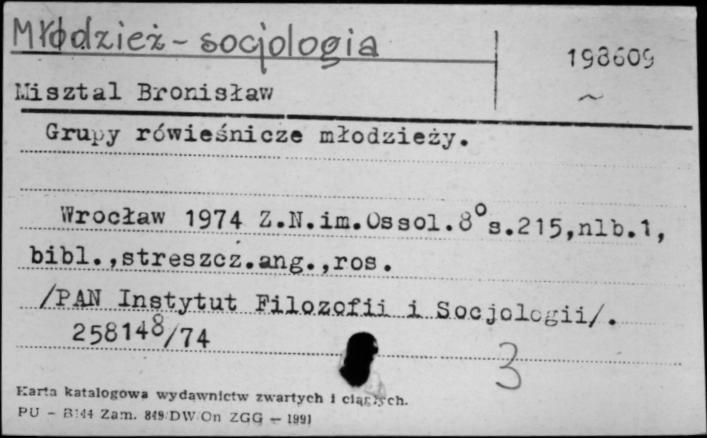 Młodzież - socjologia
198609
Misztal Bronisław
Grupy rówieśnicze młodzieży.
Wrocław 1974 Z.N.im.Ossol.8° s.215,nlb.1,
bibl.,streszcz.ang.,ros.
/PAN Instytut Filozofii i Socjologii/.
258148/74
3
Karta katalogowa wydawnictw zwartych i ciągłych.
PU - B/44 Zam. 849/DW/On ZGG - 1991